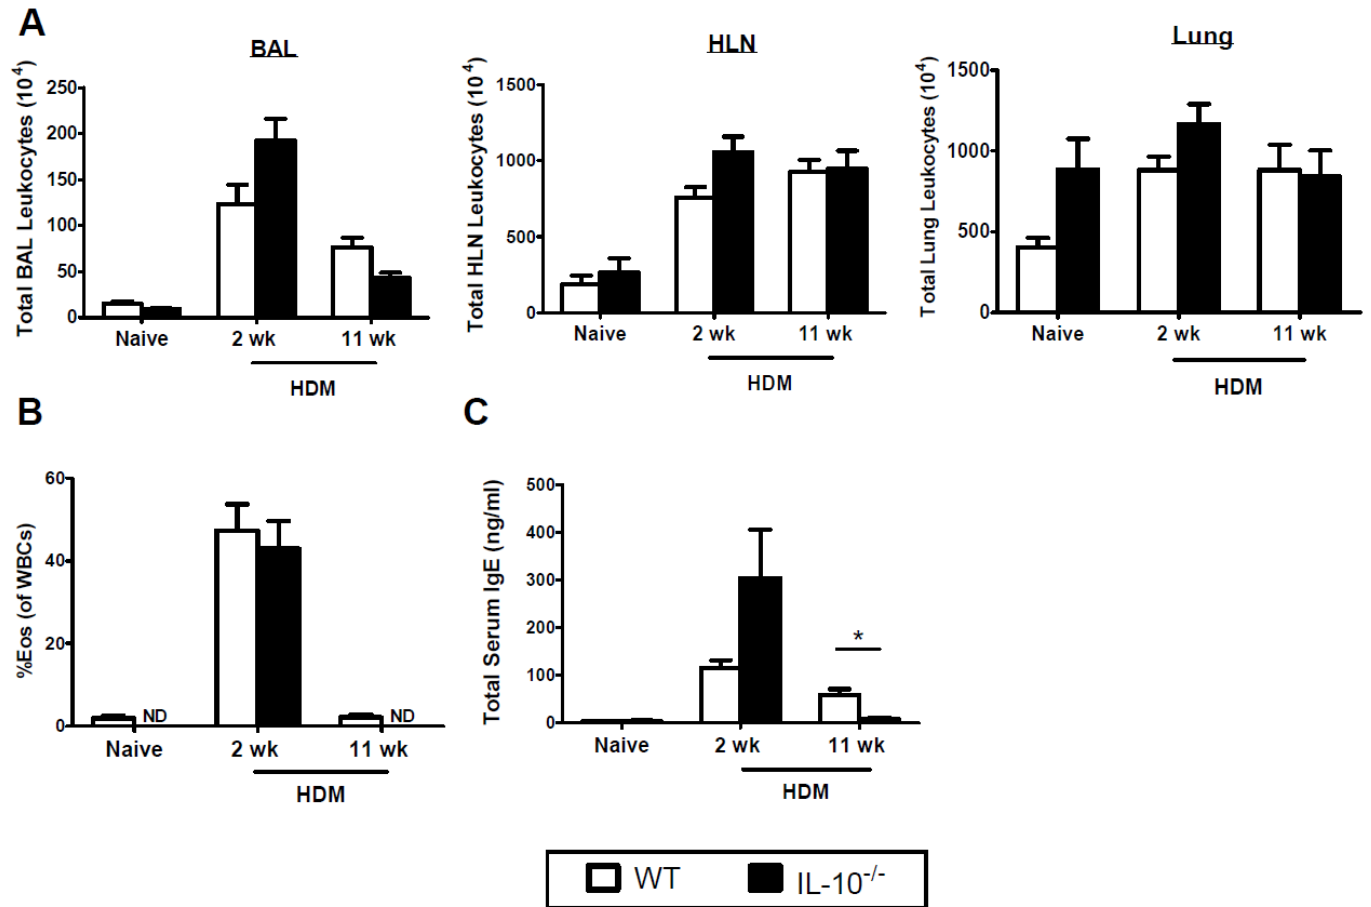 A
BAL
Total BAL Leukocytes (10⁴)
250
200
150
100
50
0
Naive 2 wk 11 wk
HDM
HLN
Total HLN Leukocytes (10⁴)
1500
1000
500
0
Naive 2 wk 11 wk
HDM
Lung
Total Lung Leukocytes (10⁴)
1500
1000
500
0
Naive 2 wk 11 wk
HDM
B
%Eos (of WBCs)
60
40
20
0
ND ND
Naive 2 wk 11 wk
HDM
C
Total Serum IgE (ng/ml)
500
400
300
200
100
0
*
Naive 2 wk 11 wk
HDM
WT IL-10⁻/⁻